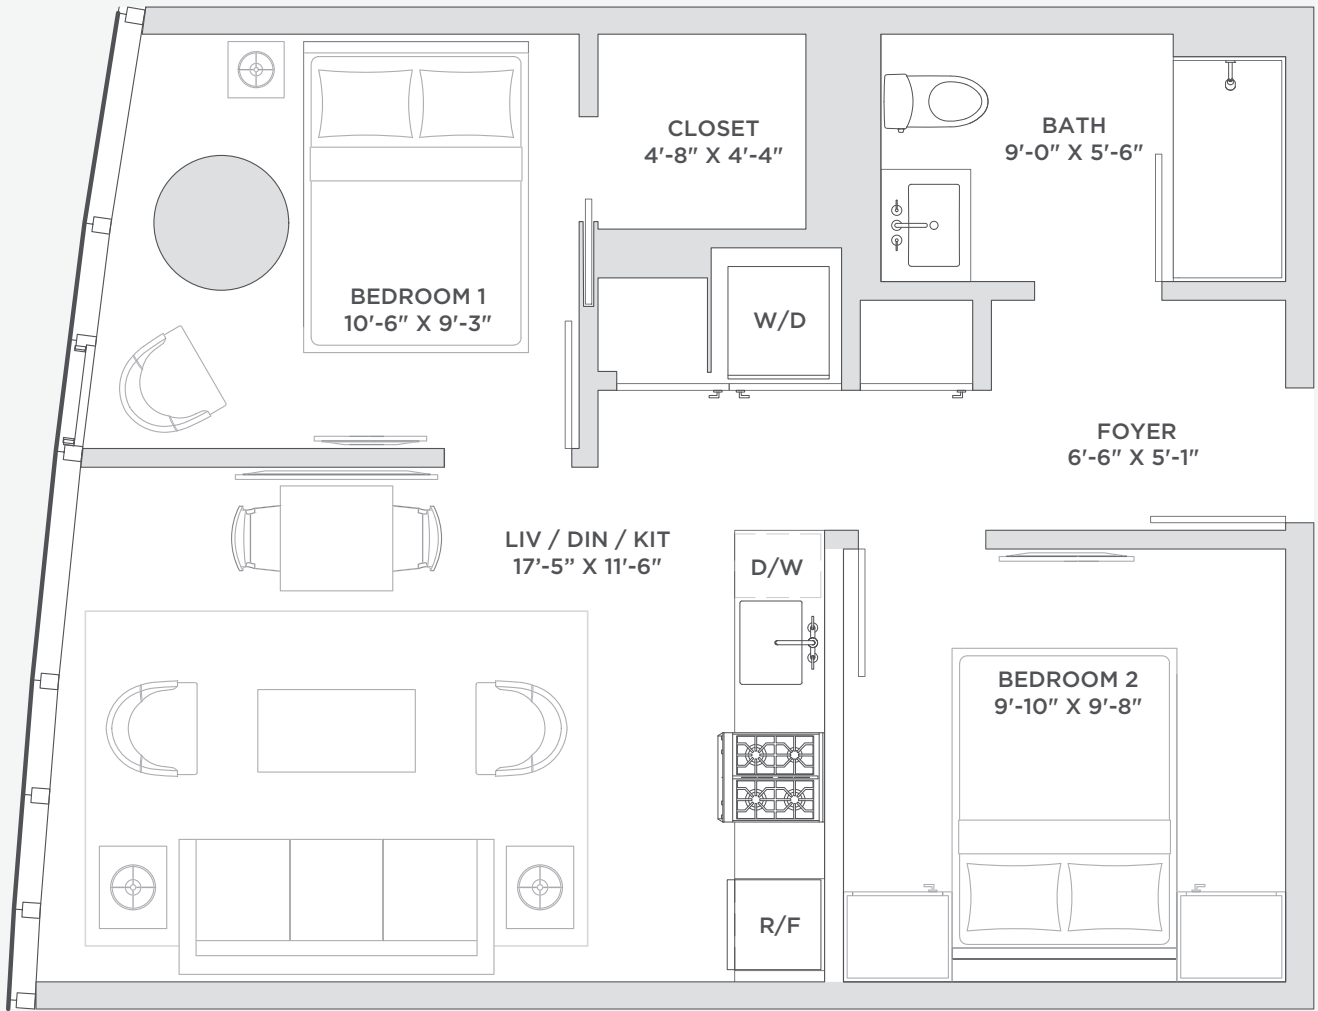 CLOSET
4'-8" X 4'-4"
BATH
9'-0" X 5'-6"
BEDROOM 1
10'-6" X 9'-3"
W/D
FOYER
6'-6" X 5'-1"
LIV / DIN / KIT
17’-5” X 11'-6"
D/W
BEDROOM 2
9'-10" X 9'-8"
R/F